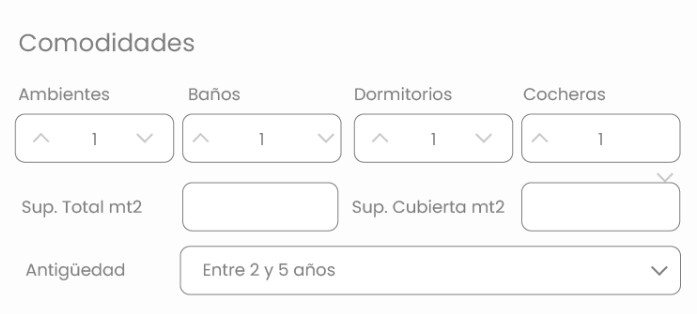 Comodidades
Ambientes Baños Dormitorios Cocheras
1 1 1 1
Sup. Total mt2 Sup. Cubierta mt2
Antigüedad Entre 2 y 5 años